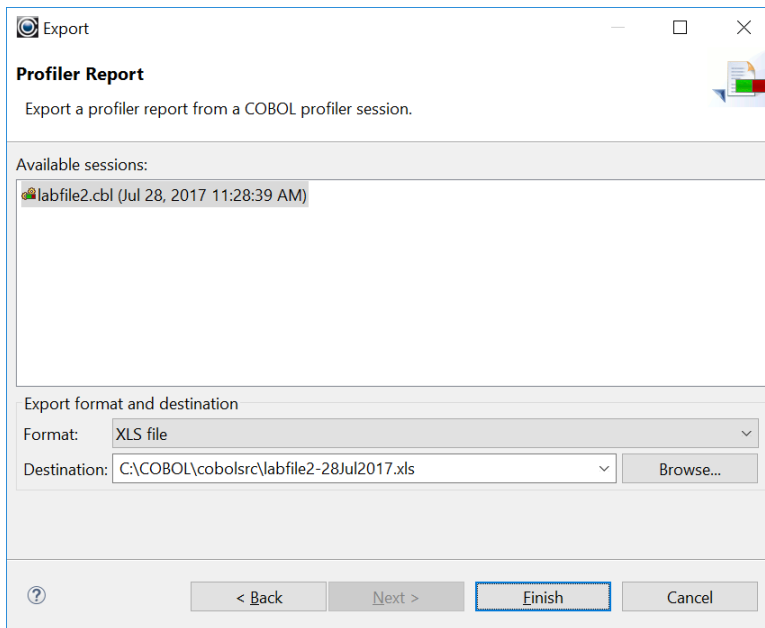 Export
Profiler Report
Export a profiler report from a COBOL profiler session.
Available sessions:
labfile2.cbl (Jul 28, 2017 11:28:39 AM)
Export format and destination
Format: XLS file
Destination: C:\COBOL\cobolsrc\labfile2-28Jul2017.xls Browse...
? < Back Next > Finish Cancel